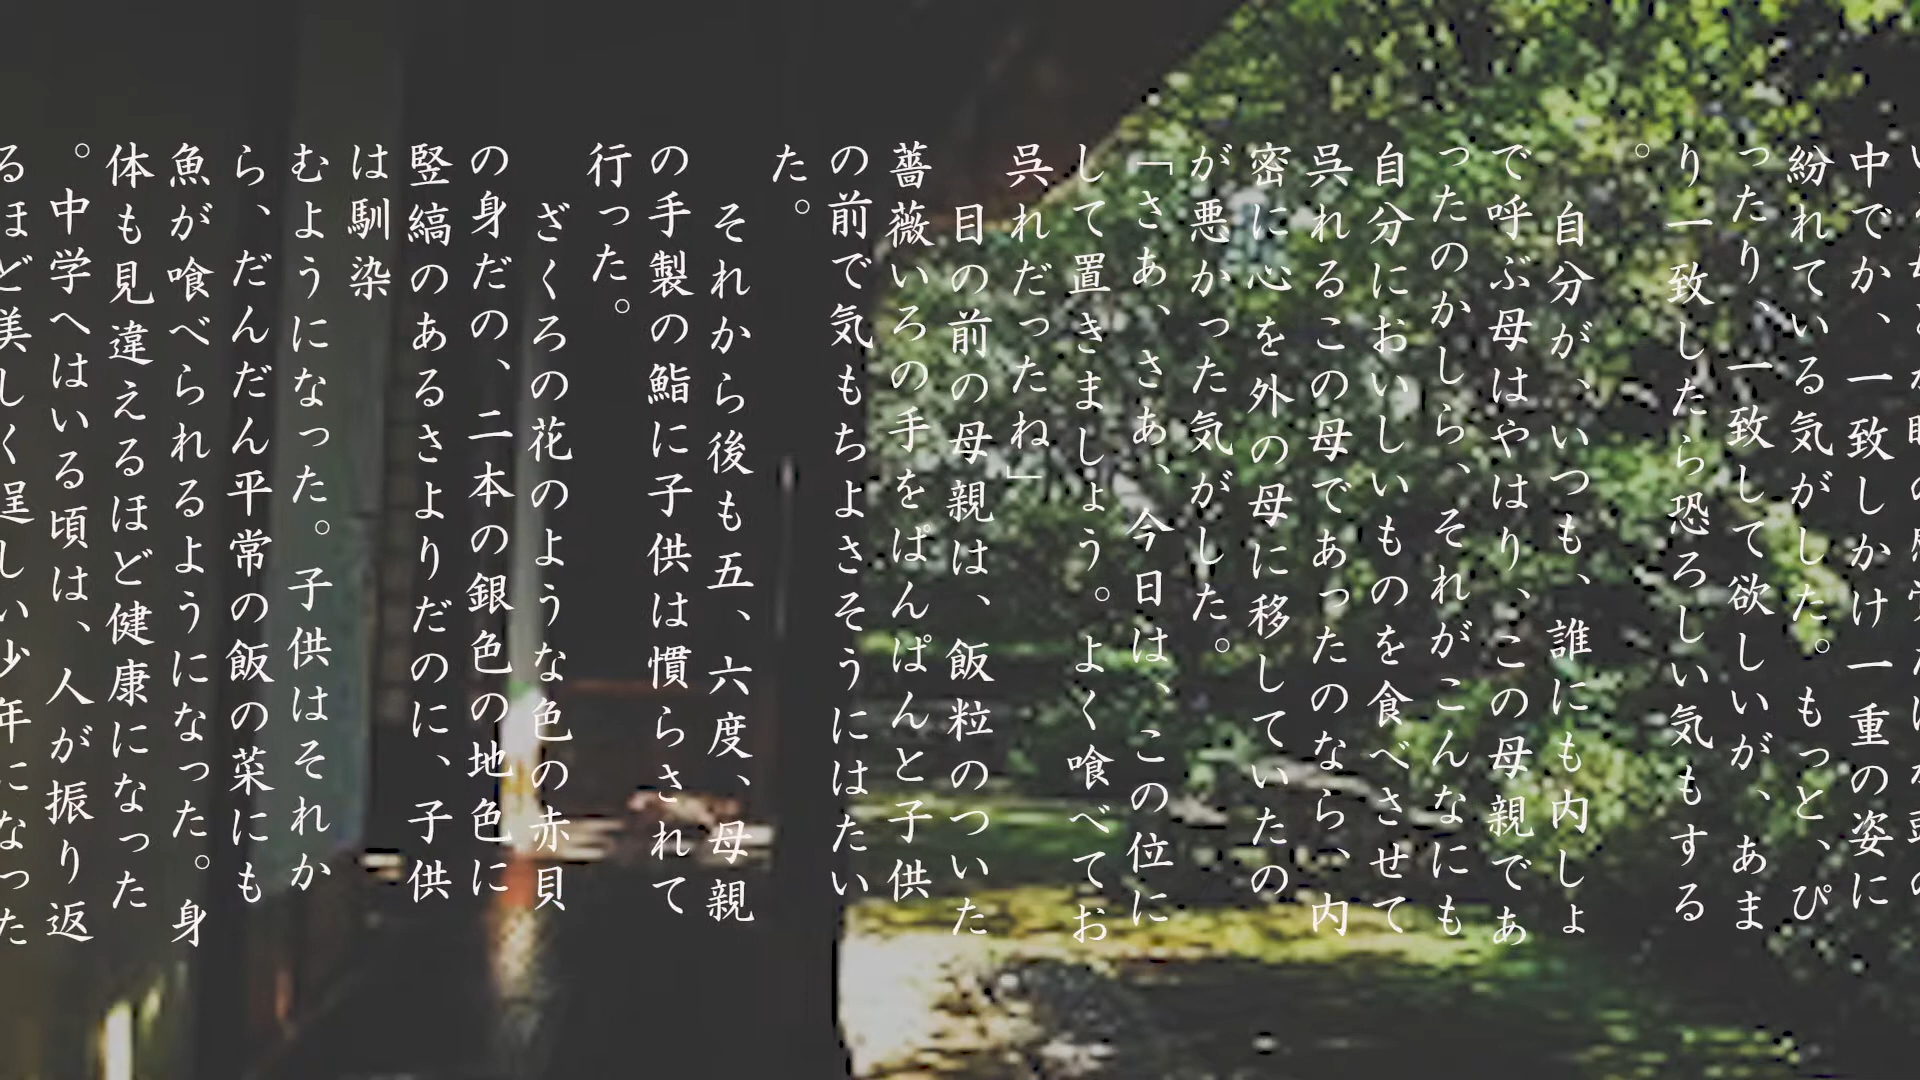 中でか、一致しかけ一重の姿に
紛れている気がした。もっと、ぴ
ったり、一致して欲しいが、あま
り一致したら恐ろしい気もする
。
自分が、いつも、誰にも内しょ
で呼ぶ母はやはり、この母親であ
ったのかしら、それがこんなにも
自分においしいものを食べさせて
呉れるこの母であったのなら、内
密に心を外の母に移していたの
が悪かった気がした。
「さあ、さあ、今日は、この位に
して置きましょう。よく喰べてお
呉れだったね」
目の前の母親は、飯粒のついた
薔薇いろの手をぱんぱんと子供
の前で気もちよさそうにはたい
た。
それから後も五、六度、母親
の手製の鮨に子供は慣らされて
行った。
ざくろの花のような色の赤貝
の身だの、二本の銀色の地色に
竪縞のあるさよりだのに、子供
は馴染
むようになった。子供はそれか
ら、だんだん平常の飯の菜にも
魚が喰べられるようになった。身
体も見違えるほど健康になった
。中学へはいる頃は、人が振り返
るほど美しく逞しい少年になった